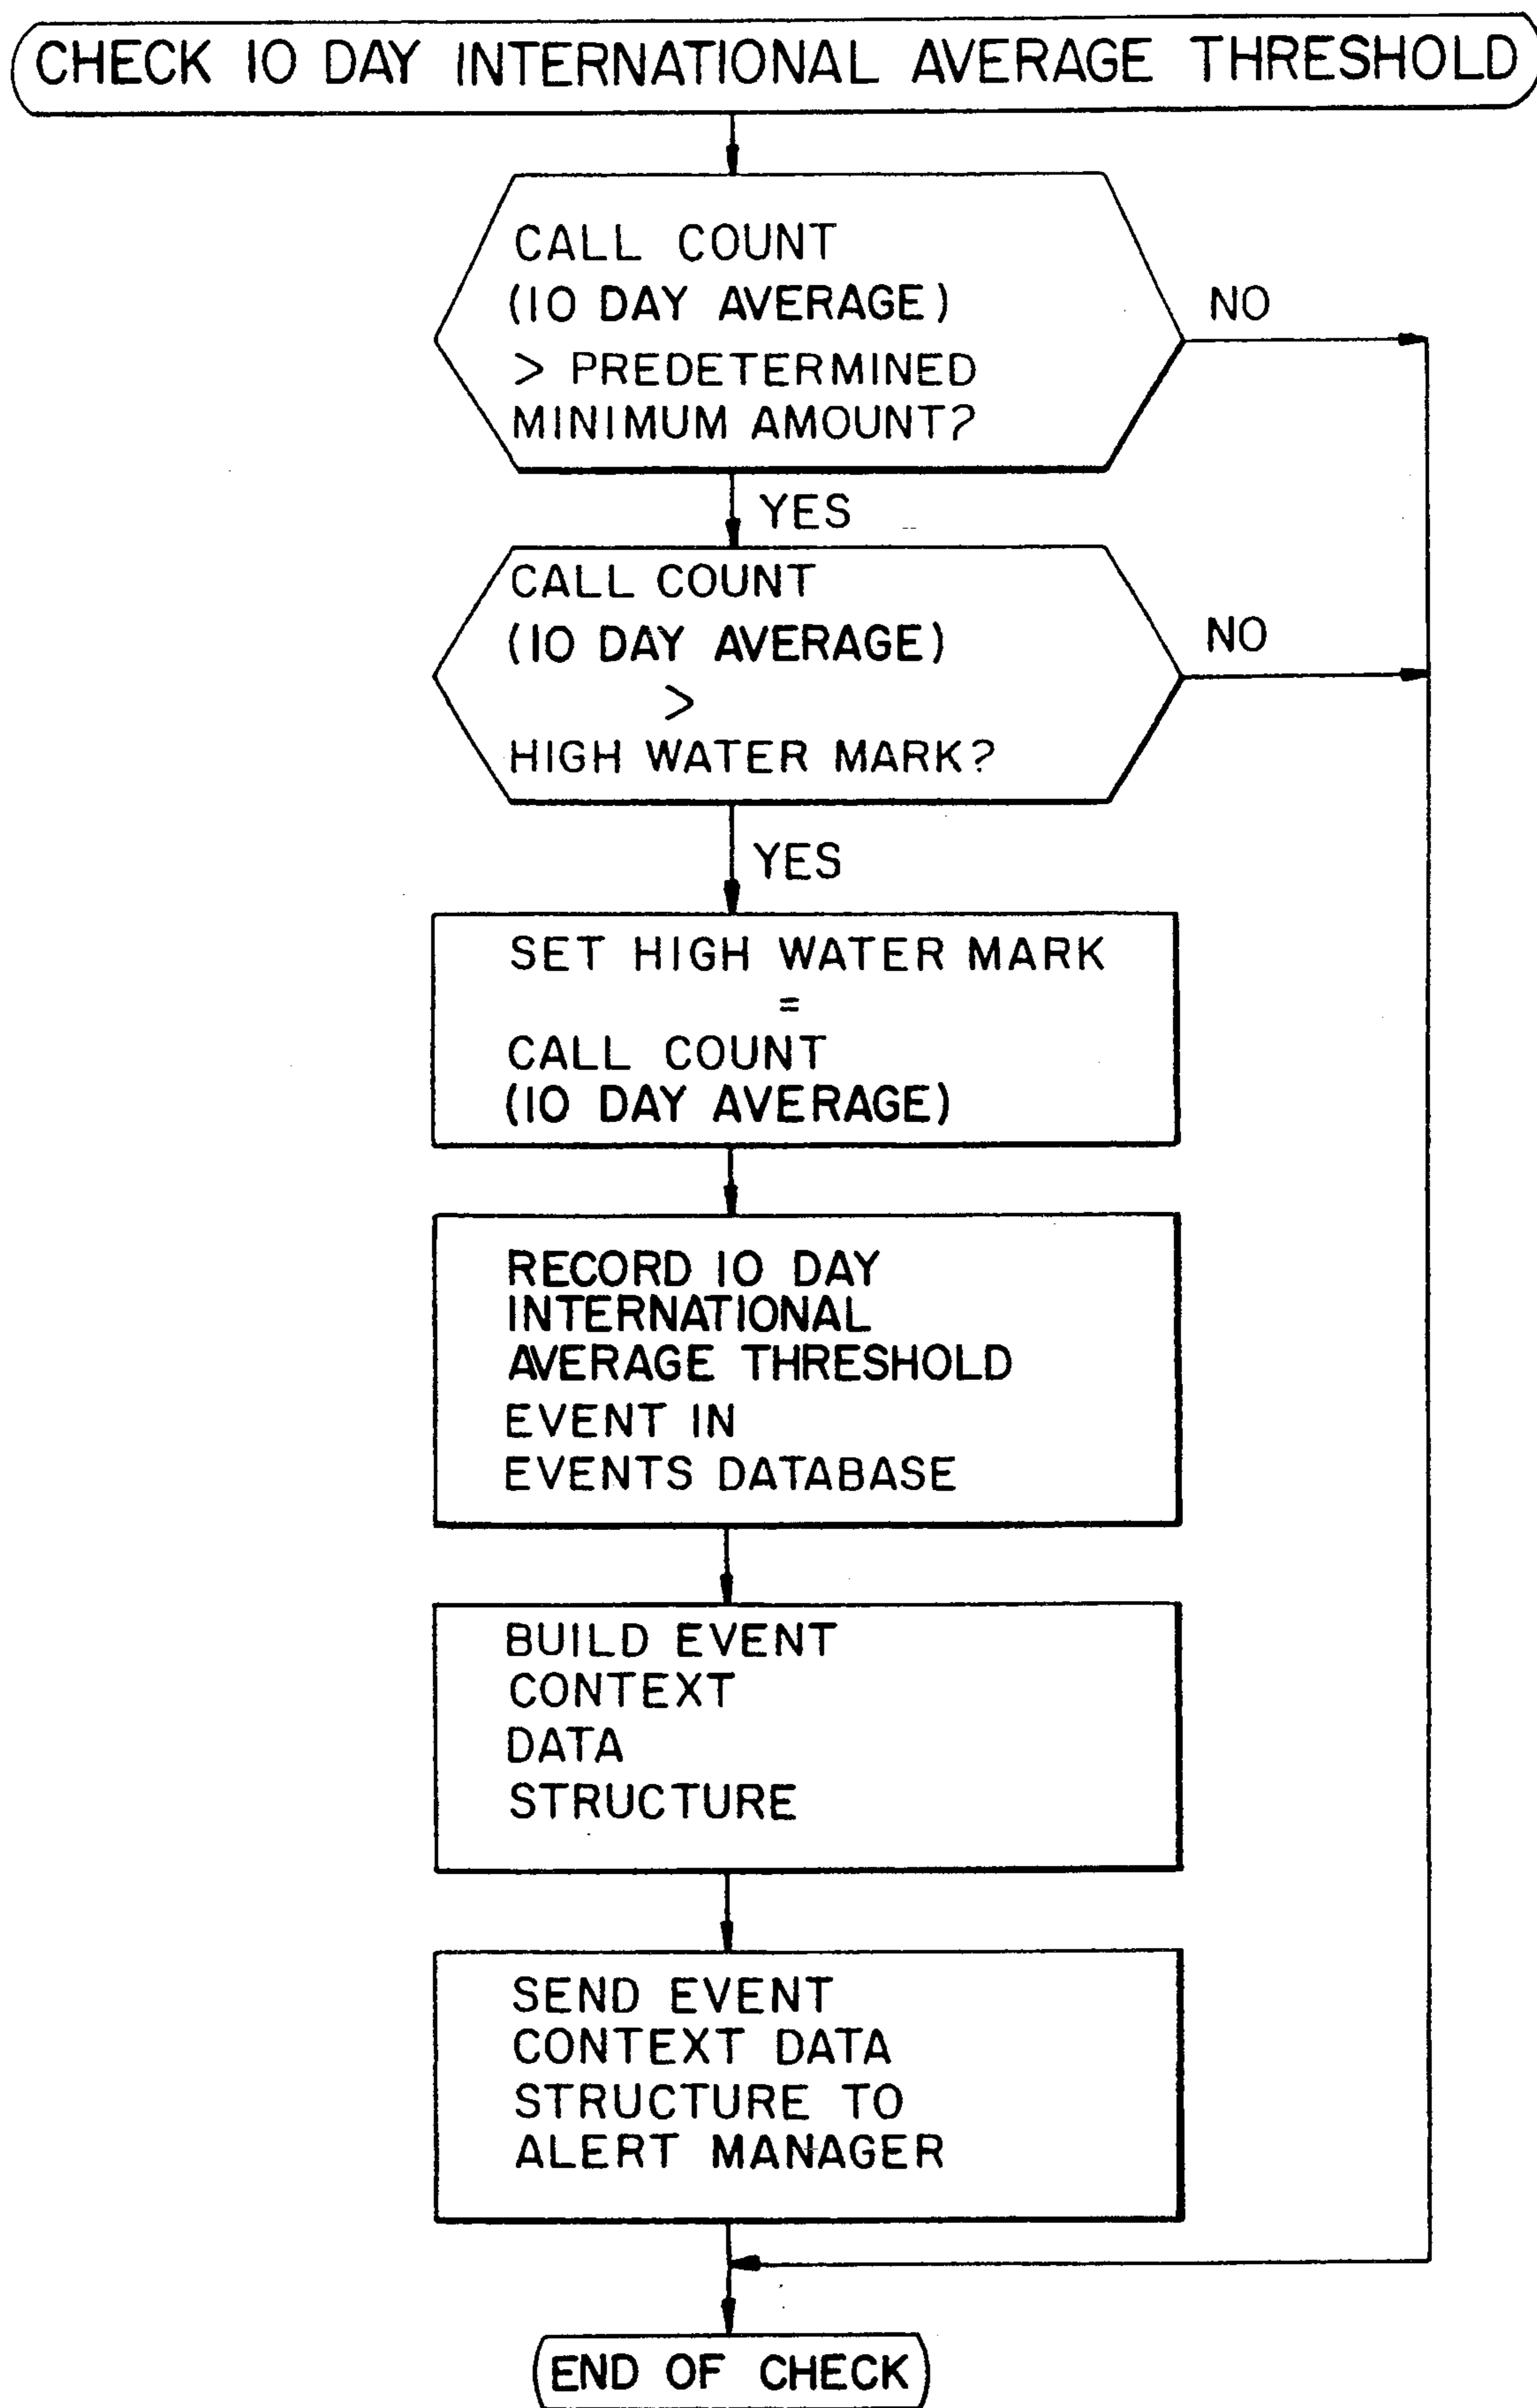 CHECK 10 DAY INTERNATIONAL AVERAGE THRESHOLD
CALL COUNT
(10 DAY AVERAGE)
> PREDETERMINED
MINIMUM AMOUNT?
NO
YES
CALL COUNT
(10 DAY AVERAGE)
>
HIGH WATER MARK?
NO
YES
SET HIGH WATER MARK
=
CALL COUNT
(10 DAY AVERAGE)
RECORD 10 DAY
INTERNATIONAL
AVERAGE THRESHOLD
EVENT IN
EVENTS DATABASE
BUILD EVENT
CONTEXT
DATA
STRUCTURE
SEND EVENT
CONTEXT DATA
STRUCTURE TO
ALERT MANAGER
END OF CHECK